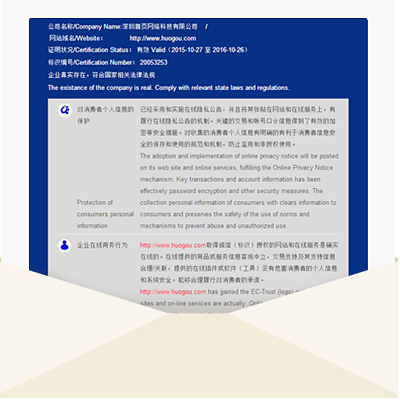 公司名称/Company Name:深圳首页网络科技有限公司 /
网站域名/Website： http://www.huogou.com
证明状况/Certification Status： 有效 Valid（2015-10-27 至 2016-10-26）
标识编号/Certification Number： 20053253
企业真实存在，符合国家相关法律法规
The existance of the company is real. Comply with relevant state laws and regulations.
对消费者个人信息的保护
Protection of consumers personal information
已经采用和实施在线隐私公告，并且将其张贴在网站和在线服务上，有
履行在线隐私公告的机制。关键的交易和帐号口令信息得到了有效的加
密等安全措施。对收集的消费者个人信息有明确的有利于消费者信息安
全的保存和使用的规范和机制，防止滥用和非授权使用。
The adoption and implementation of online privacy notice will be posted
on its web site and online services, fulfilling the Online Privacy Notice
mechanism. Key transactions and account information has been
effectively password encryption and other security measures. The
collection personal information of consumers with clears information to
consumers and preserves the safety of the use of norms and
mechanisms to prevent abuse and unauthorized use.
企业在线商务行为
http://www.huogou.com取得诚信（标识）授权的网站和在线服务是确实
在线的。在线提供的商品或服务信息喜或中立。交易支持及其支持信息
合理/关联。提供的在线插件或软件（工具）没有危害消费者的个人信息
和系统安全。能够合理履行对消费者的承诺。
http://www.huogou.com has gained the EC-Trust (logo)
sites and on-line services are actually. Onli